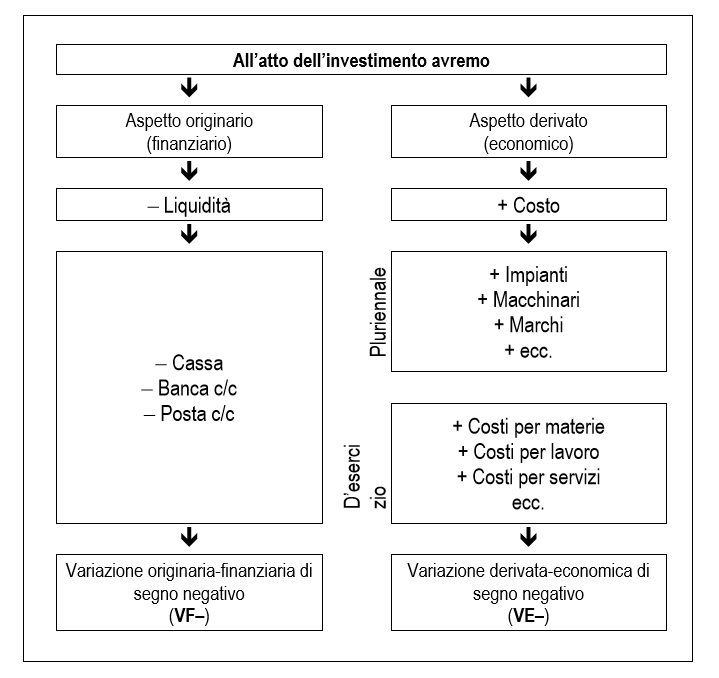 All’atto dell’investimento avremo
Aspetto originario
(finanziario)
Aspetto derivato
(economico)
– Liquidità
+ Costo
– Cassa
– Banca c/c
– Posta c/c
Pluriennale
+ Impianti
+ Macchinari
+ Marchi
+ ecc.
D’eserci
zio
+ Costi per materie
+ Costi per lavoro
+ Costi per servizi
ecc.
Variazione originaria-finanziaria di
segno negativo
(VF–)
Variazione derivata-economica di
segno negativo
(VE–)